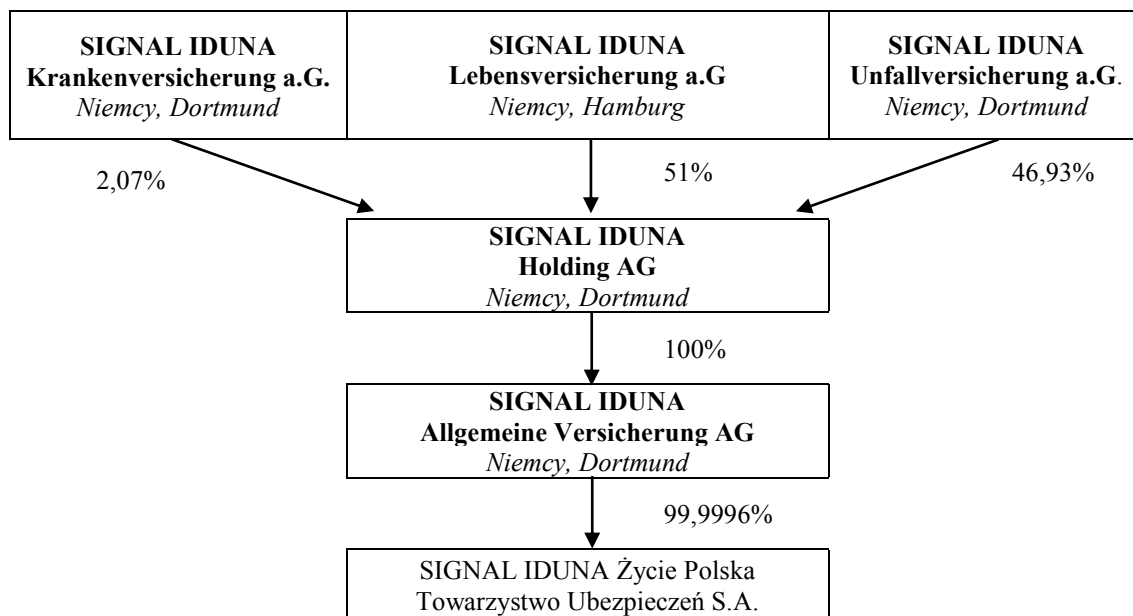 SIGNAL IDUNA
Krankenversicherung a.G.
Niemcy, Dortmund
SIGNAL IDUNA
Lebensversicherung a.G
Niemcy, Hamburg
SIGNAL IDUNA
Unfallversicherung a.G.
Niemcy, Dortmund
2,07%
51%
46,93%
SIGNAL IDUNA
Holding AG
Niemcy, Dortmund
100%
SIGNAL IDUNA
Allgemeine Versicherung AG
Niemcy, Dortmund
99,9996%
SIGNAL IDUNA Życie Polska
Towarzystwo Ubezpieczeń S.A.